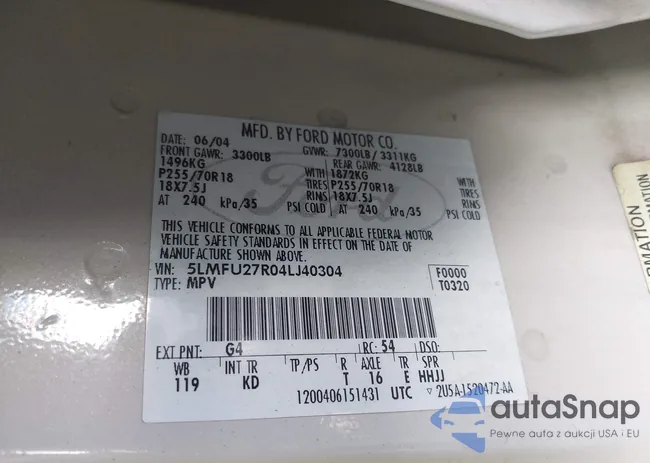 MFD. BY FORD MOTOR CO.
DATE: 06/04 GVWR: 7300LB/3311KG
FRONT GAWR: 3300LB REAR GAWR: 4128LB
1496KG 1872KG WITH
P255/70R18 TIRES P255/70R18 TIRES
18X7.5J RIMS 18X7.5J RIMS
AT 240 kPa/35 PSI COLD AT 240 kPa/35 PSI COLD
Ford
THIS VEHICLE CONFORMS TO ALL APPLICABLE FEDERAL MOTOR
VEHICLE SAFETY STANDARDS IN EFFECT ON THE DATE OF
MANUFACTURE SHOWN ABOVE.
VIN: 5LMFU27R04LJ40304 F0000
TYPE: MPV T0320
EXT PNT: G4 RC: 54 DSO:
WB INT TR TP/PS R AXLE TR SPR
119 KD T 16 E HHJJ
1200406151431 UTC 2U5A-1520472-AA
RMATION
autaSnap
Pewne auta z aukcji USA i EU